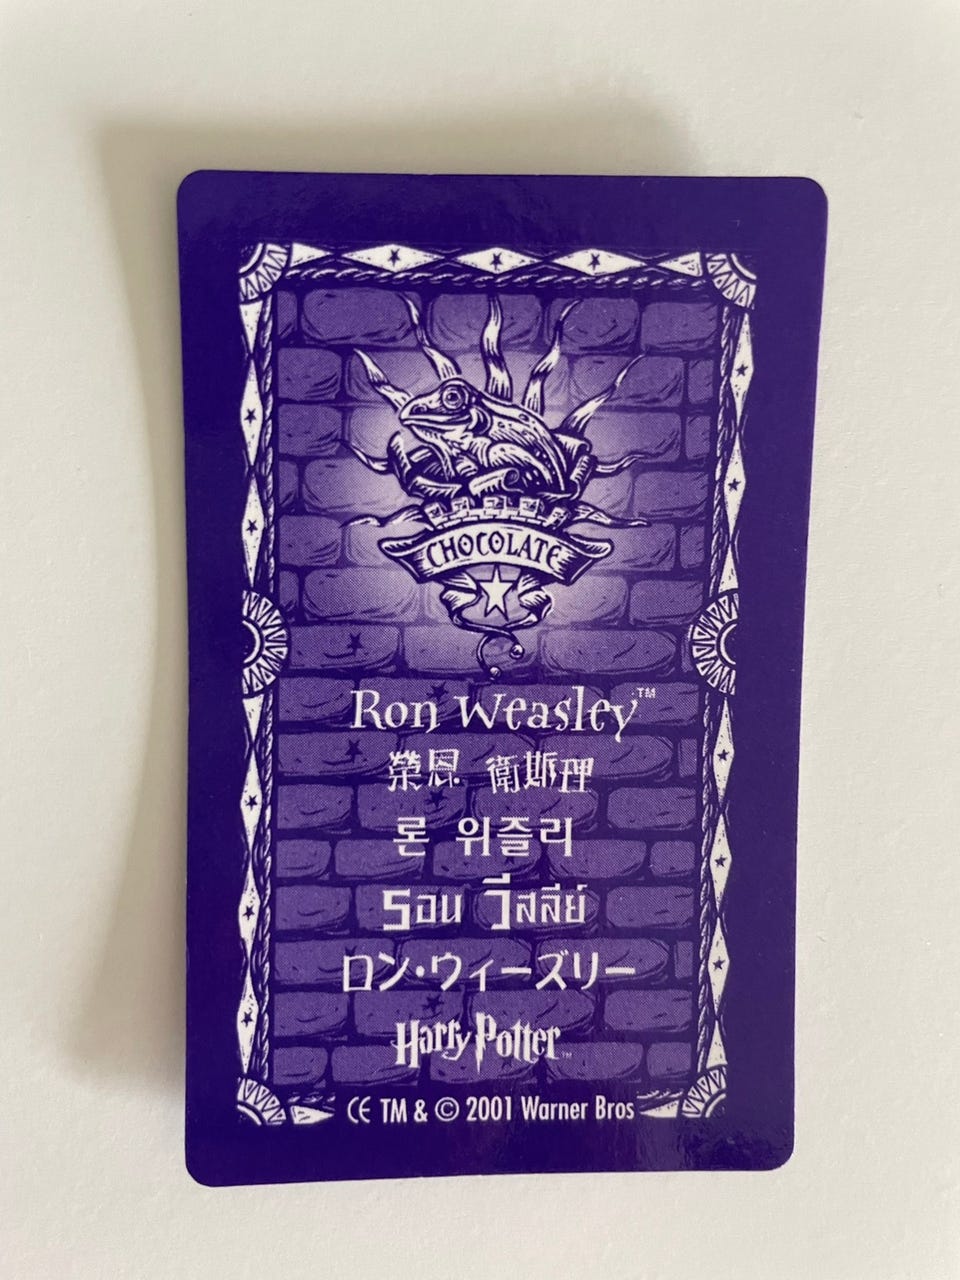 CHOCOLATE
Ron Weasley™
榮恩 衛斯理
론 위즐리
รอน วีสลีย์
ロン・ウィーズリー
Harry Potter™
CE TM & © 2001 Warner Bros